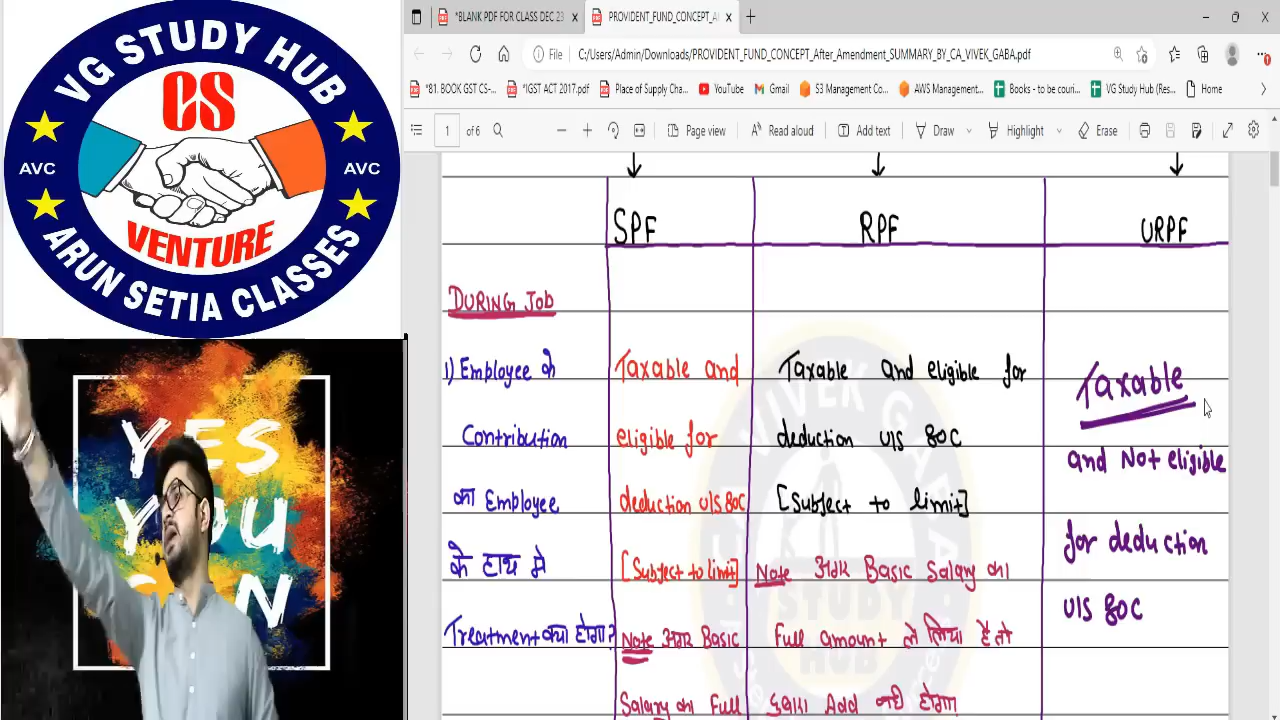 VG STUDY HUB
CS
AVC
AVC
VENTURE
ARUN SETIA CLASSES
YES
YOU
*BLANK PDF FOR CLASS DEC 23
PROVIDENT_FUND_CONCEPT_A
File
C:/Users/Admin/Downloads/PROVIDENT_FUND_CONCEPT_After_Amendment_SUMMARY_BY_CA_VIVEK_GABA.pdf
*81. BOOK GST CS-...
*IGST ACT 2017.pdf
Place of Supply Cha...
YouTube
Gmail
S3 Management Co...
AWS Management...
Books - to be couri...
VG Study Hub (Res...
Home
1 of 6
Page view
Read aloud
Add text
Draw
Highlight
Erase
SPF RPF URPF
DURING JOB
1) Employee के
Contribution
का Employee
के हाथ मे
Treatment क्या होगा?
Taxable and
eligible for
deduction U/S 80C
[Subject to limit]
Note अगर Basic
Salary का Full
Taxable and eligible for
deduction U/S 80C
[Subject to limit]
Note अगर Basic Salary का
Full amount ले लिया है तो
दुबारा Add नही होगा
Taxable
and Not eligible
for deduction
U/S 80C